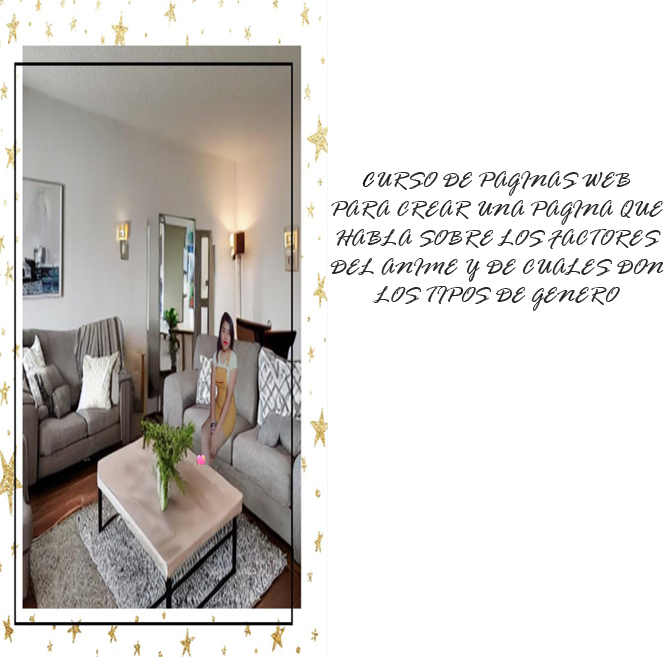 CURSO DE PAGINAS WEB
PARA CREAR UNA PAGINA QUE
HABLA SOBRE LOS FACTORES
DEL ANIME Y DE CUALES DON
LOS TIPOS DE GENERO